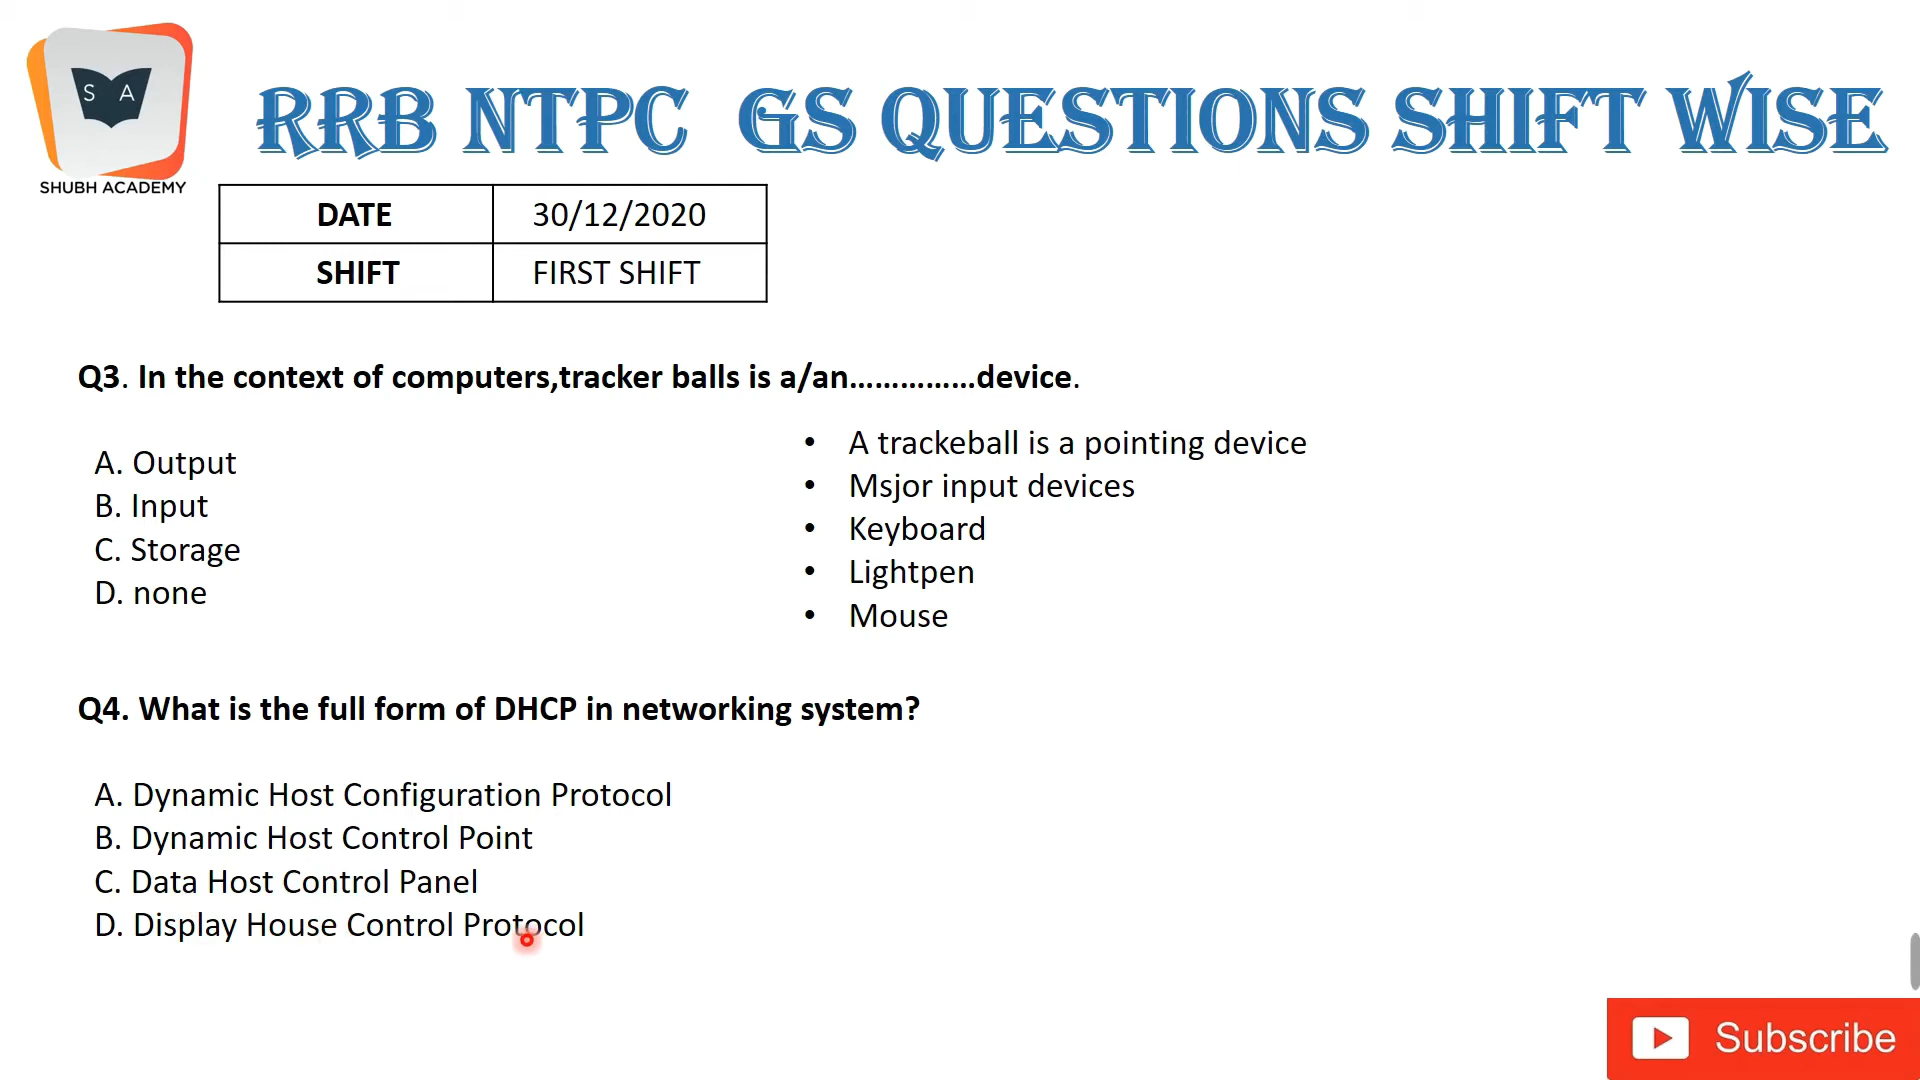 S A
SHUBH ACADEMY
RRB NTPC GS QUESTIONS SHIFT WISE
DATE 30/12/2020
SHIFT FIRST SHIFT
Q3. In the context of computers,tracker balls is a/an...............device.
A. Output
B. Input
C. Storage
D. none
• A trackeball is a pointing device
• Msjor input devices
• Keyboard
• Lightpen
• Mouse
Q4. What is the full form of DHCP in networking system?
A. Dynamic Host Configuration Protocol
B. Dynamic Host Control Point
C. Data Host Control Panel
D. Display House Control Protocol
Subscribe